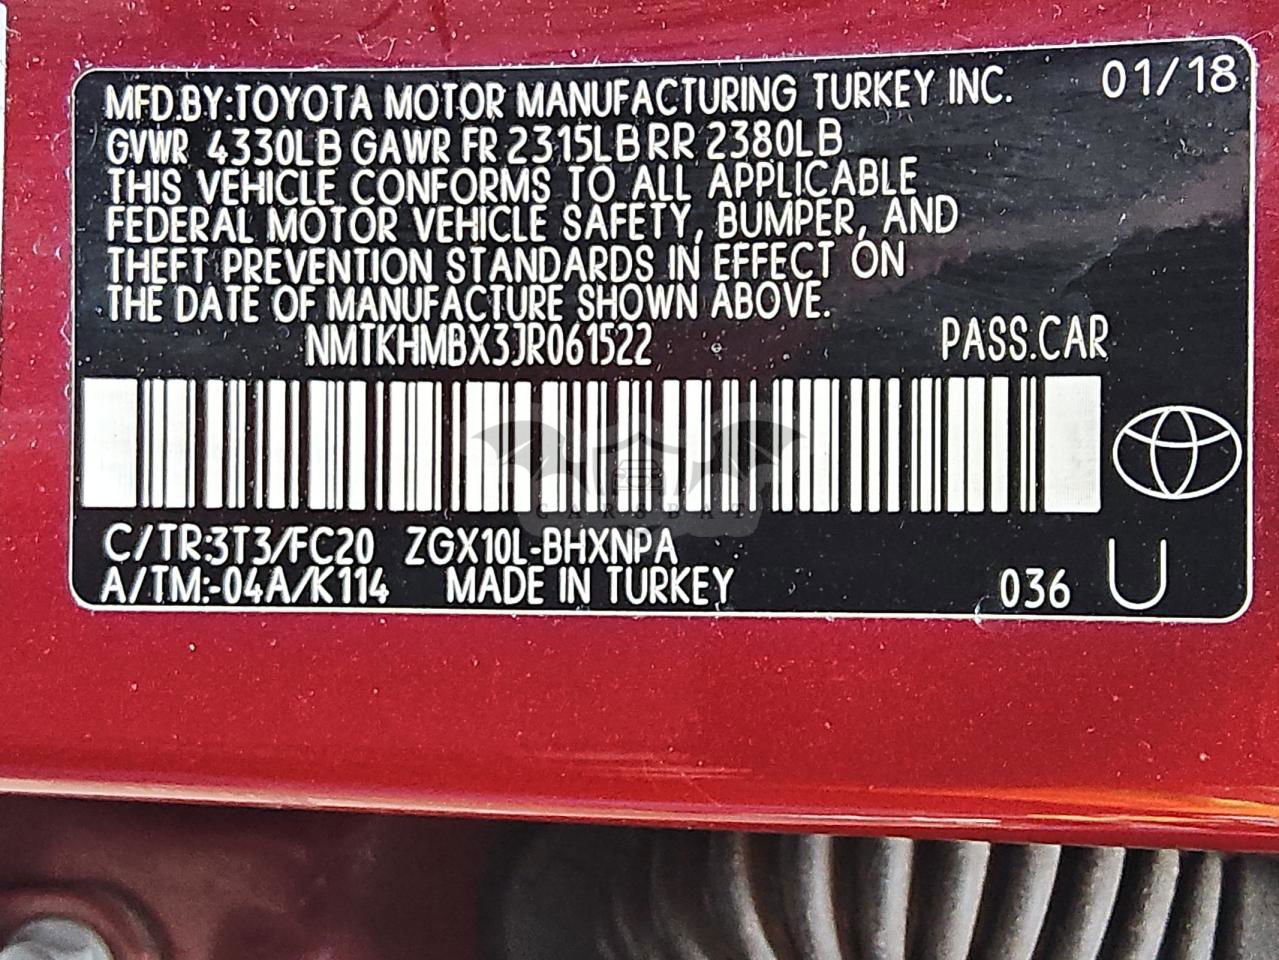 MFD.BY:TOYOTA MOTOR MANUFACTURING TURKEY INC. 01/18
GVWR 4330LB GAWR FR 2315LB RR 2380LB
THIS VEHICLE CONFORMS TO ALL APPLICABLE
FEDERAL MOTOR VEHICLE SAFETY, BUMPER, AND
THEFT PREVENTION STANDARDS IN EFFECT ON
THE DATE OF MANUFACTURE SHOWN ABOVE.
NMTKHMBX3JR061522 PASS.CAR
CARSBAT
C/TR:3T3/FC20 ZGX10L-BHXNPA
A/TM:-04A/K114 MADE IN TURKEY 036 U